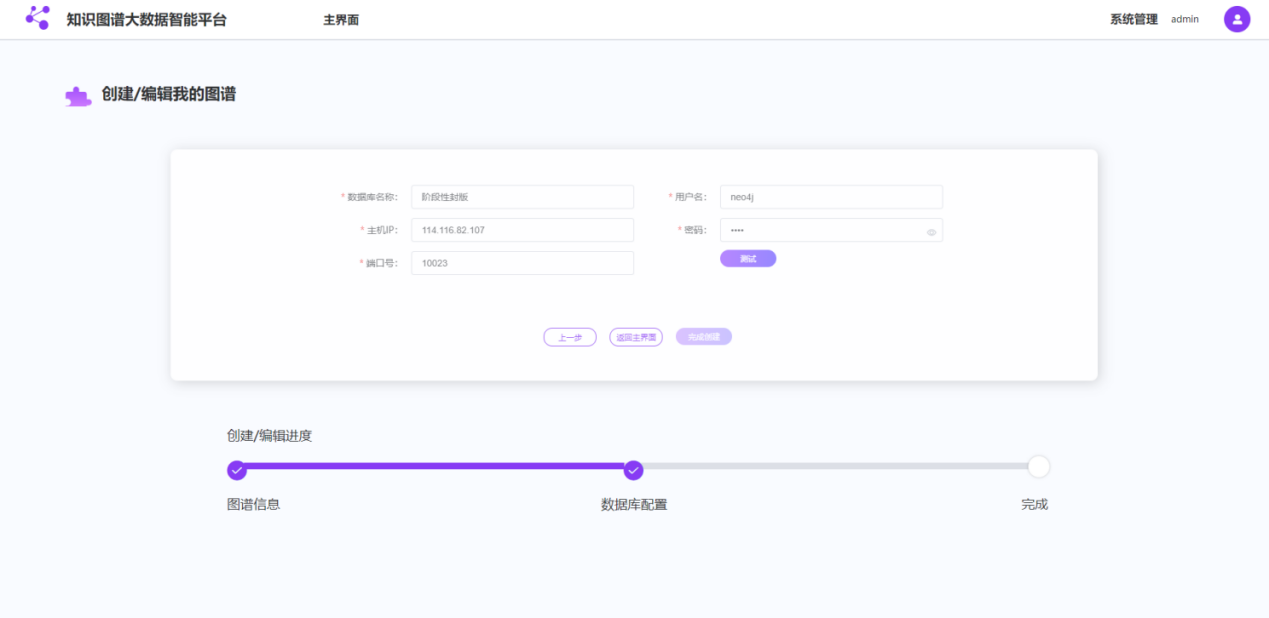 知识图谱大数据智能平台 主界面 系统管理 admin
创建/编辑我的图谱
* 数据库名称: 阶段性封版 * 用户名: neo4j
* 主机IP: 114.116.82.107 * 密码: ••••
* 端口号: 10023 测试
上一步 返回主界面 完成创建
创建/编辑进度
图谱信息 数据库配置 完成